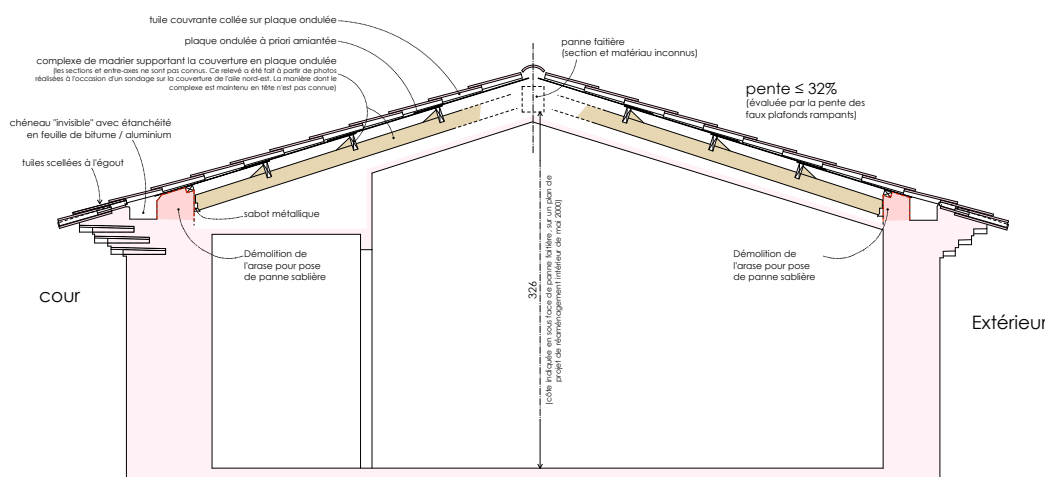 tuile couvrante collée sur plaque ondulée
plaque ondulée à priori amiantée
complexe de madrier supportant la couverture en plaque ondulée
(les sections et entre-axes ne sont pas connus. Ce relevé a été fait à partir de photos
réalisées à l'occasion d'un sondage sur la couverture de l'aile nord-est. La manière dont le
complexe est maintenu en tête n'est pas connue)
chéneau "invisible" avec étanchéité
en feuille de bitume / aluminium
tuiles scellées à l'égout
panne faitière
(section et matériau inconnus)
pente ≤ 32%
(évaluée par la pente des
faux plafonds rampants)
sabot métallique
Démolition de
l'arase pour pose
de panne sablière
cour
326
(côte indiquée en sous face de panne faitière, sur un plan de
projet de réaménagement intérieur de mai 2000)
Démolition de
l'arase pour pose
de panne sablière
Extérieur